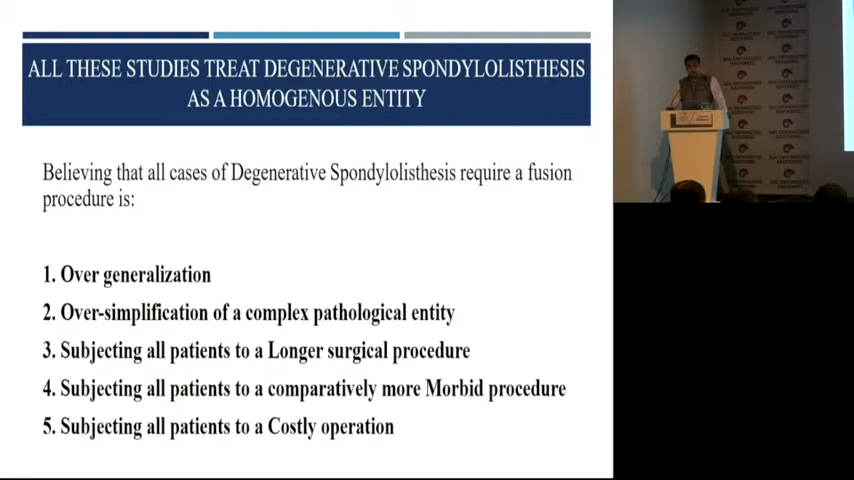 ALL THESE STUDIES TREAT DEGENERATIVE SPONDYLOLISTHESIS
AS A HOMOGENOUS ENTITY
Believing that all cases of Degenerative Spondylolisthesis require a fusion
procedure is:
1. Over generalization
2. Over-simplification of a complex pathological entity
3. Subjecting all patients to a Longer surgical procedure
4. Subjecting all patients to a comparatively more Morbid procedure
5. Subjecting all patients to a Costly operation